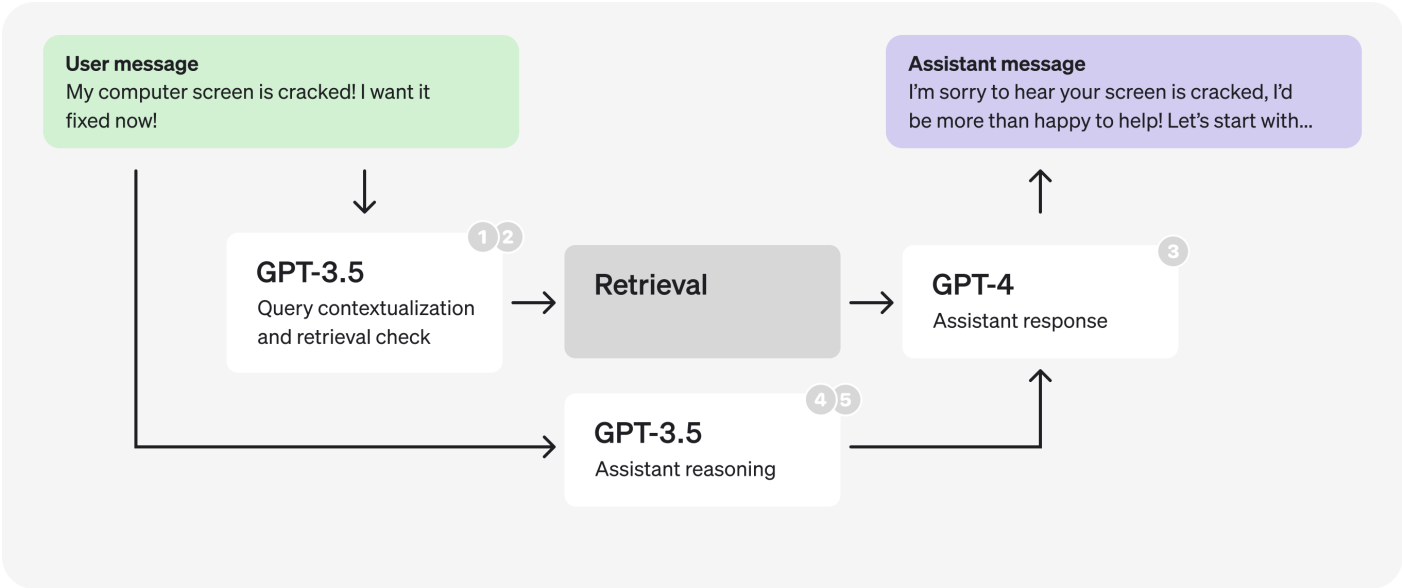 User message
My computer screen is cracked! I want it
fixed now!
Assistant message
I’m sorry to hear your screen is cracked, I’d
be more than happy to help! Let’s start with...
1 2
GPT-3.5
Query contextualization
and retrieval check
Retrieval
3
GPT-4
Assistant response
4 5
GPT-3.5
Assistant reasoning